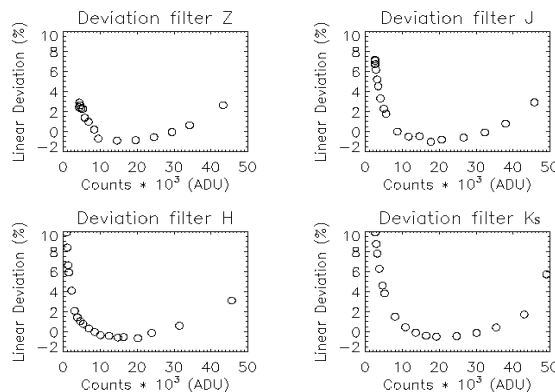 Deviation filter Z
Linear Deviation (%)
10
8
6
4
2
0
−2
0 10 20 30 40 50
Counts * 10³ (ADU)
Deviation filter J
Linear Deviation (%)
10
8
6
4
2
0
−2
0 10 20 30 40 50
Counts * 10³ (ADU)
Deviation filter H
Linear Deviation (%)
10
8
6
4
2
0
−2
0 10 20 30 40 50
Counts * 10³ (ADU)
Deviation filter Ks
Linear Deviation (%)
10
8
6
4
2
0
−2
0 10 20 30 40 50
Counts * 10³ (ADU)